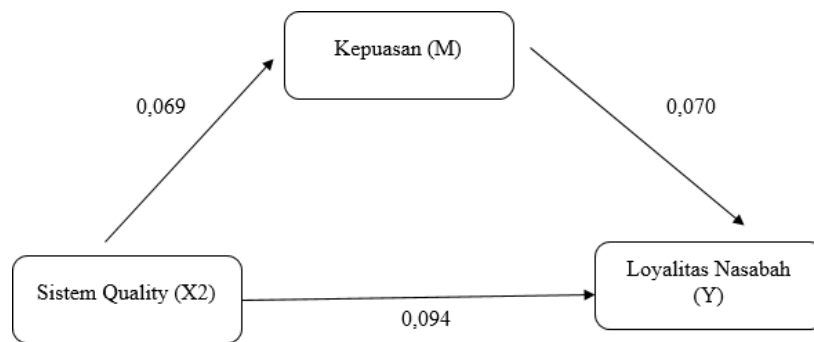 Kepuasan (M)
0,069
0,070
Sistem Quality (X2)
Loyalitas Nasabah
(Y)
0,094